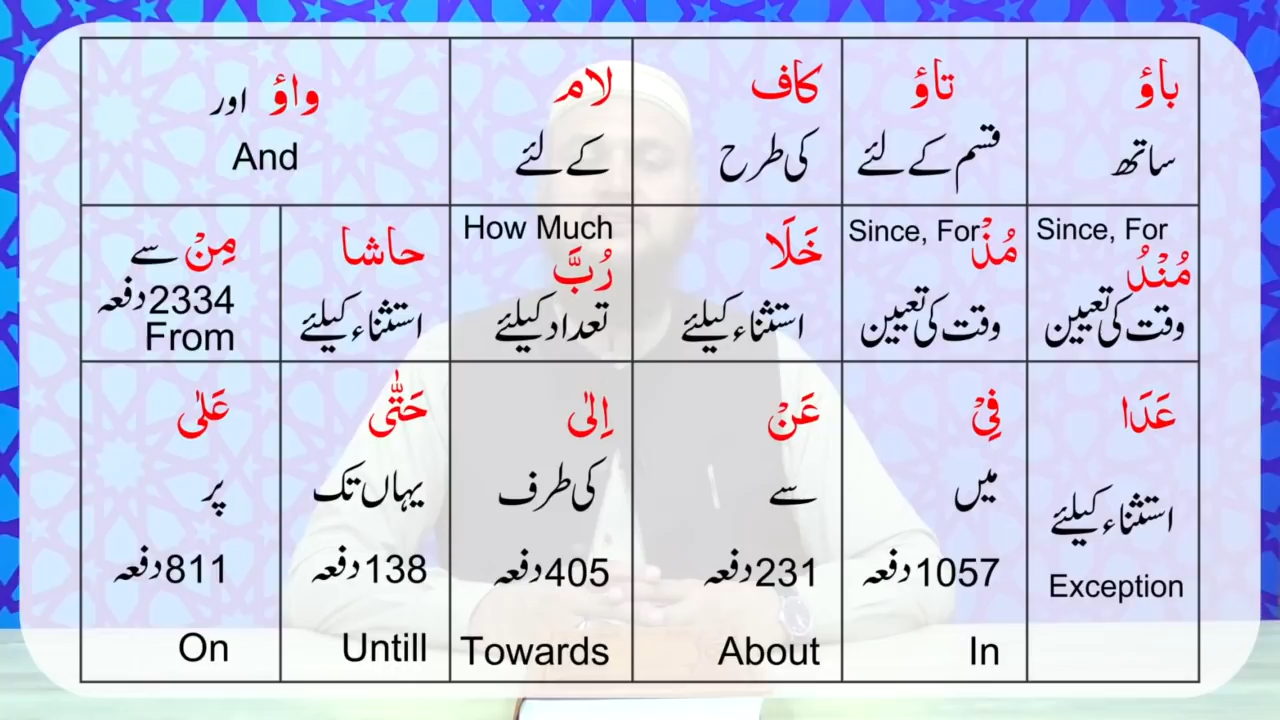 باؤ
ساتھ
تاؤ
قسم کے لئے
کاف
کی طرح
لام
کے لئے
واؤ اور
And
Since, For
مُنْذُ
وقت کی تعیین
Since, For
مُذْ
وقت کی تعیین
خَلَا
استثناء کیلئے
How Much
رُبَّ
تعداد کیلئے
حاشا
استثناء کیلئے
مِنْ سے
2334 دفعہ
From
عَدَا
استثناء کیلئے
Exception
فِیْ
میں
1057 دفعہ
In
عَنْ
سے
231 دفعہ
About
اِلٰی
کی طرف
405 دفعہ
Towards
حَتّٰی
یہاں تک
138 دفعہ
Untill
عَلٰی
پر
811 دفعہ
On